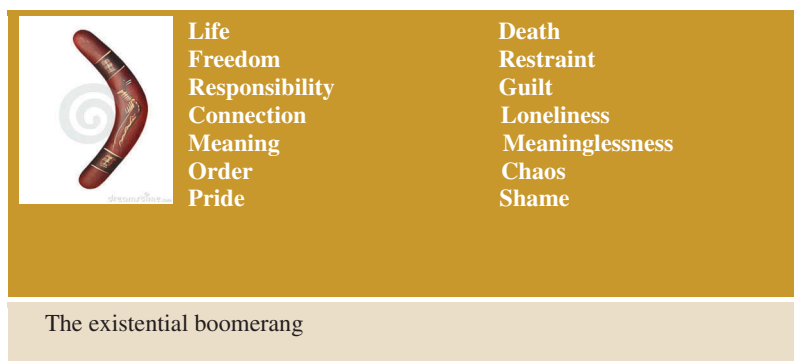 Life Death
Freedom Restraint
Responsibility Guilt
Connection Loneliness
Meaning Meaninglessness
Order Chaos
Pride Shame
The existential boomerang